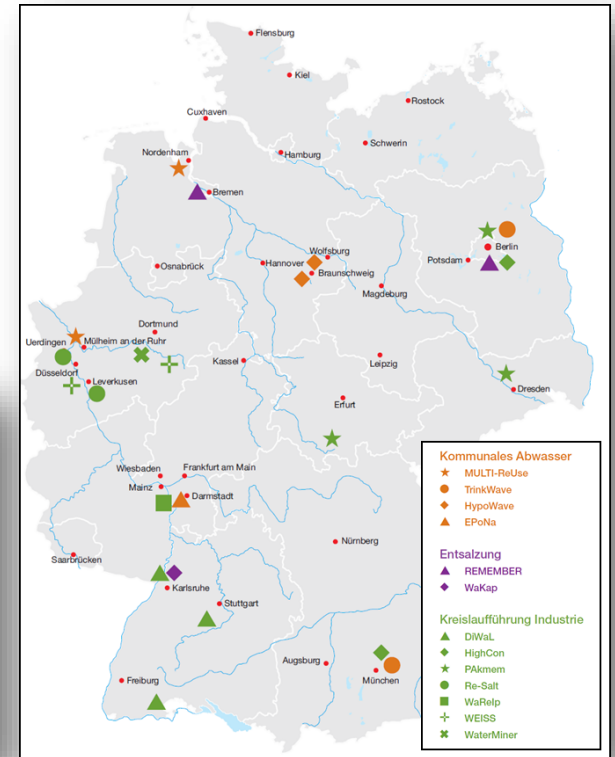 Flensburg
Kiel
Rostock
Cuxhaven
Schwerin
Hamburg
Nordenham
Bremen
Wolfsburg
Berlin
Osnabrück
Hannover
Potsdam
Braunschweig
Magdeburg
Dortmund
Uerdingen
Mülheim an der Ruhr
Kassel
Leipzig
Düsseldorf
Leverkusen
Dresden
Erfurt
Wiesbaden
Frankfurt am Main
Mainz
Darmstadt
Nürnberg
Saarbrücken
Karlsruhe
Stuttgart
Augsburg
München
Freiburg
Kommunales Abwasser
MULTI-ReUse
TrinkWave
HypoWave
EPoNa
Entsalzung
REMEMBER
WaKap
Kreislaufführung Industrie
DiWaL
HighCon
PAkmem
Re-Salt
WaReIp
WEISS
WaterMiner